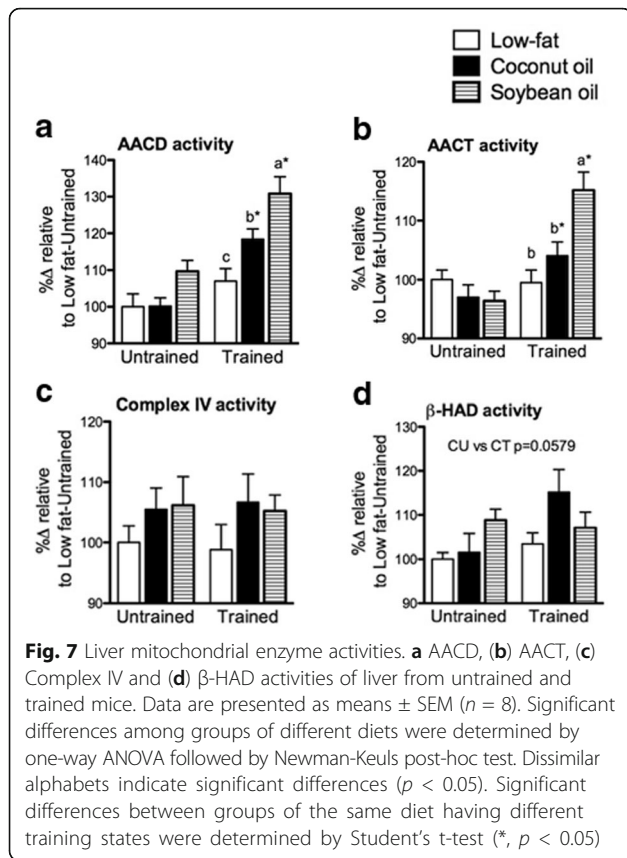 Low-fat
Coconut oil
Soybean oil
a
AACD activity
%Δ relative
to Low fat-Untrained
140
130
120
110
100
90
c
b*
a*
Untrained
Trained
b
AACT activity
%Δ relative
to Low fat-Untrained
120
110
100
90
b
b*
a*
Untrained
Trained
c
Complex IV activity
%Δ relative
to Low fat-Untrained
120
110
100
90
Untrained
Trained
d
β-HAD activity
CU vs CT p=0.0579
%Δ relative
to Low fat-Untrained
130
120
110
100
90
Untrained
Trained
Fig. 7 Liver mitochondrial enzyme activities. a AACD, (b) AACT, (c)
Complex IV and (d) β-HAD activities of liver from untrained and
trained mice. Data are presented as means ± SEM (n = 8). Significant
differences among groups of different diets were determined by
one-way ANOVA followed by Newman-Keuls post-hoc test. Dissimilar
alphabets indicate significant differences (p < 0.05). Significant
differences between groups of the same diet having different
training states were determined by Student's t-test (*, p < 0.05)